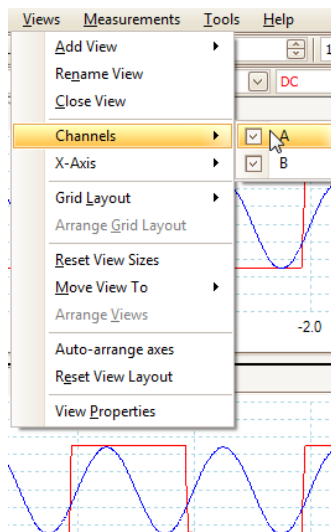 Views Measurements Tools Help
Add View
Rename View
Close View
DC
Channels
A
X-Axis
B
Grid Layout
Arrange Grid Layout
Reset View Sizes
Move View To
Arrange Views
-2.0
Auto-arrange axes
Reset View Layout
View Properties